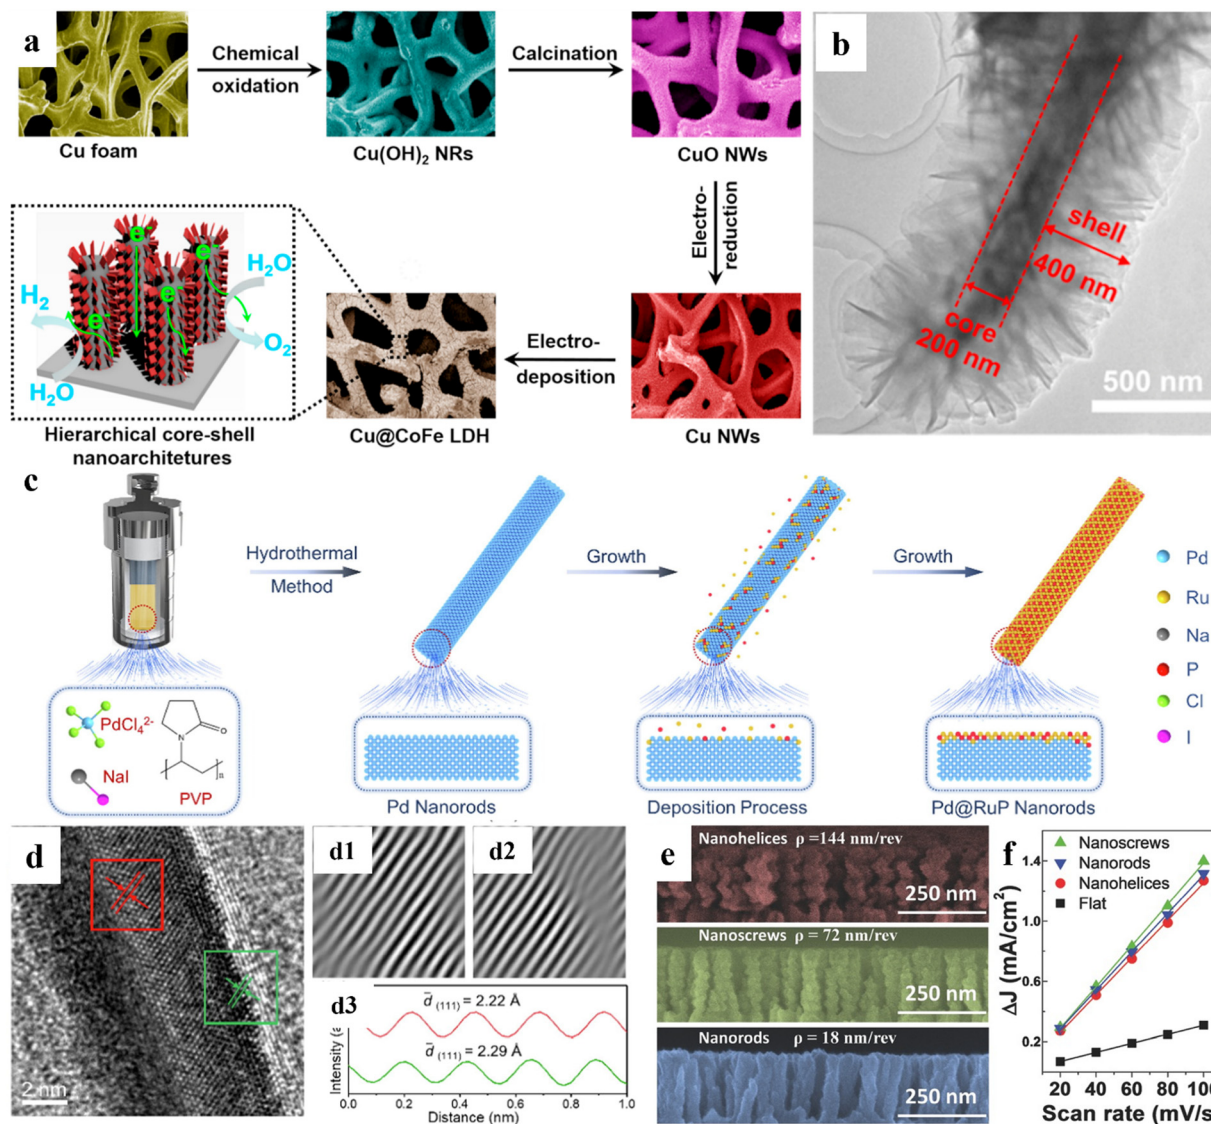 a
Chemical
oxidation
Calcination
Cu foam
Cu(OH)₂ NRs
CuO NWs
Electro-
reduction
e⁻
e⁻
e⁻
e⁻
H₂O
H₂
O₂
H₂O
Electro-
deposition
Hierarchical core-shell
nanoarchitetures
Cu@CoFe LDH
Cu NWs
b
shell
400 nm
core
200 nm
500 nm
c
Hydrothermal
Method
Growth
Growth
Pd
Ru
Na
P
Cl
I
PdCl₄²⁻
NaI
N
O
n
PVP
Pd Nanorods
Deposition Process
Pd@RuP Nanorods
d
2 nm
d1
d2
d3
d̄ (111) = 2.22 Å
d̄ (111) = 2.29 Å
Intensity (
0.0 0.2 0.4 0.6 0.8 1.0
Distance (nm)
e
Nanohelices ρ =144 nm/rev
250 nm
Nanoscrews ρ = 72 nm/rev
250 nm
Nanorods ρ = 18 nm/rev
250 nm
f
Nanoscrews
Nanorods
Nanohelices
Flat
ΔJ (mA/cm²)
1.4
1.0
0.6
0.2
20 40 60 80 100
Scan rate (mV/s